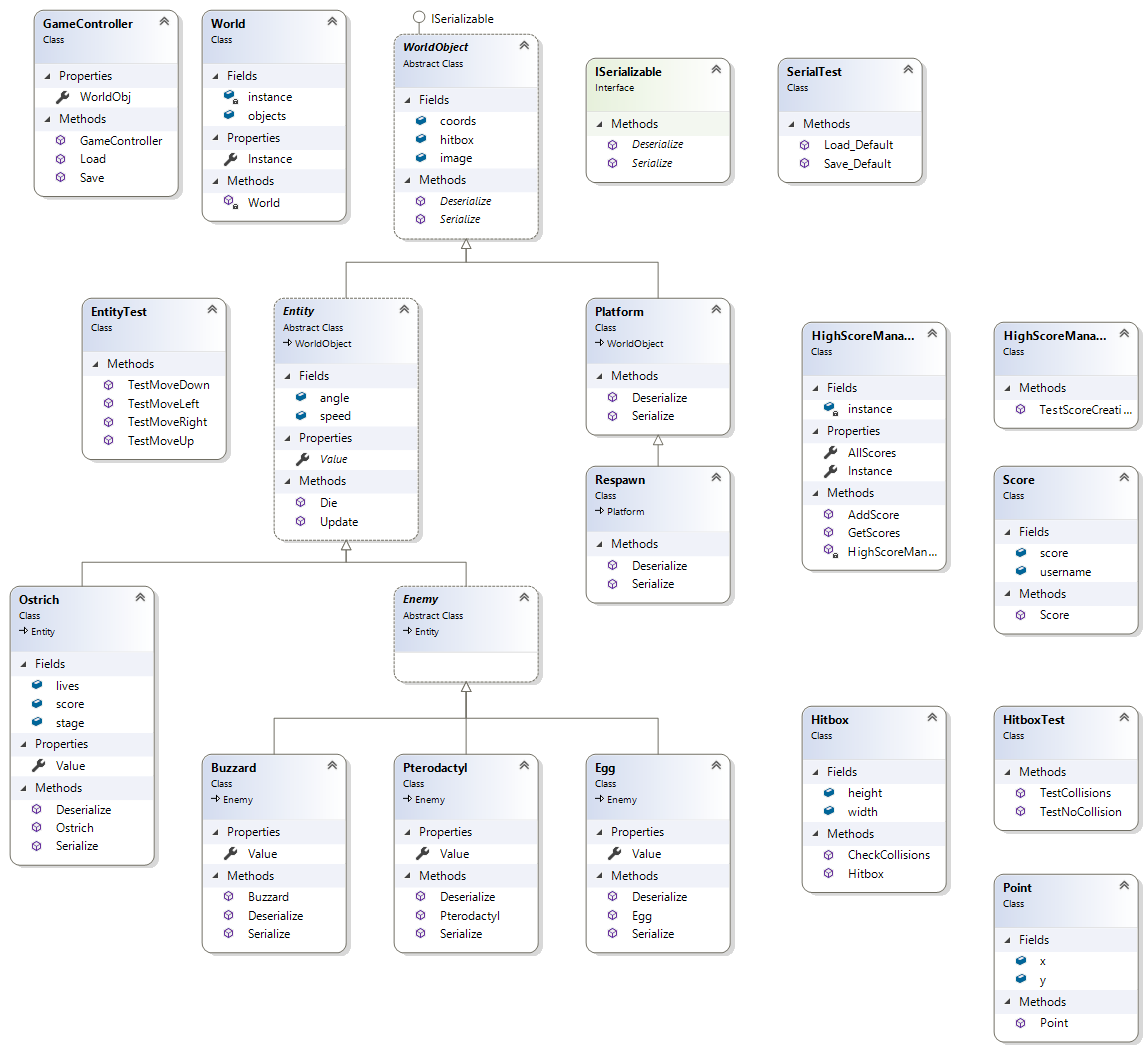 GameController
Class
Properties
WorldObj
Methods
GameController
Load
Save
World
Class
Fields
instance
objects
Properties
Instance
Methods
World
ISerializable
WorldObject
Abstract Class
Fields
coords
hitbox
image
Methods
Deserialize
Serialize
ISerializable
Interface
Methods
Deserialize
Serialize
SerialTest
Class
Methods
Load_Default
Save_Default
EntityTest
Class
Methods
TestMoveDown
TestMoveLeft
TestMoveRight
TestMoveUp
Entity
Abstract Class
WorldObject
Fields
angle
speed
Properties
Value
Methods
Die
Update
Platform
Class
WorldObject
Methods
Deserialize
Serialize
Respawn
Class
Platform
Methods
Deserialize
Serialize
HighScoreMana...
Class
Fields
instance
Properties
AllScores
Instance
Methods
AddScore
GetScores
HighScoreMan...
HighScoreMana...
Class
Methods
TestScoreCreati...
Score
Class
Fields
score
username
Methods
Score
Ostrich
Class
Entity
Fields
lives
score
stage
Properties
Value
Methods
Deserialize
Ostrich
Serialize
Enemy
Abstract Class
Entity
Buzzard
Class
Enemy
Properties
Value
Methods
Buzzard
Deserialize
Serialize
Pterodactyl
Class
Enemy
Properties
Value
Methods
Deserialize
Pterodactyl
Serialize
Egg
Class
Enemy
Properties
Value
Methods
Deserialize
Egg
Serialize
Hitbox
Class
Fields
height
width
Methods
CheckCollisions
Hitbox
HitboxTest
Class
Methods
TestCollisions
TestNoCollision
Point
Class
Fields
x
y
Methods
Point